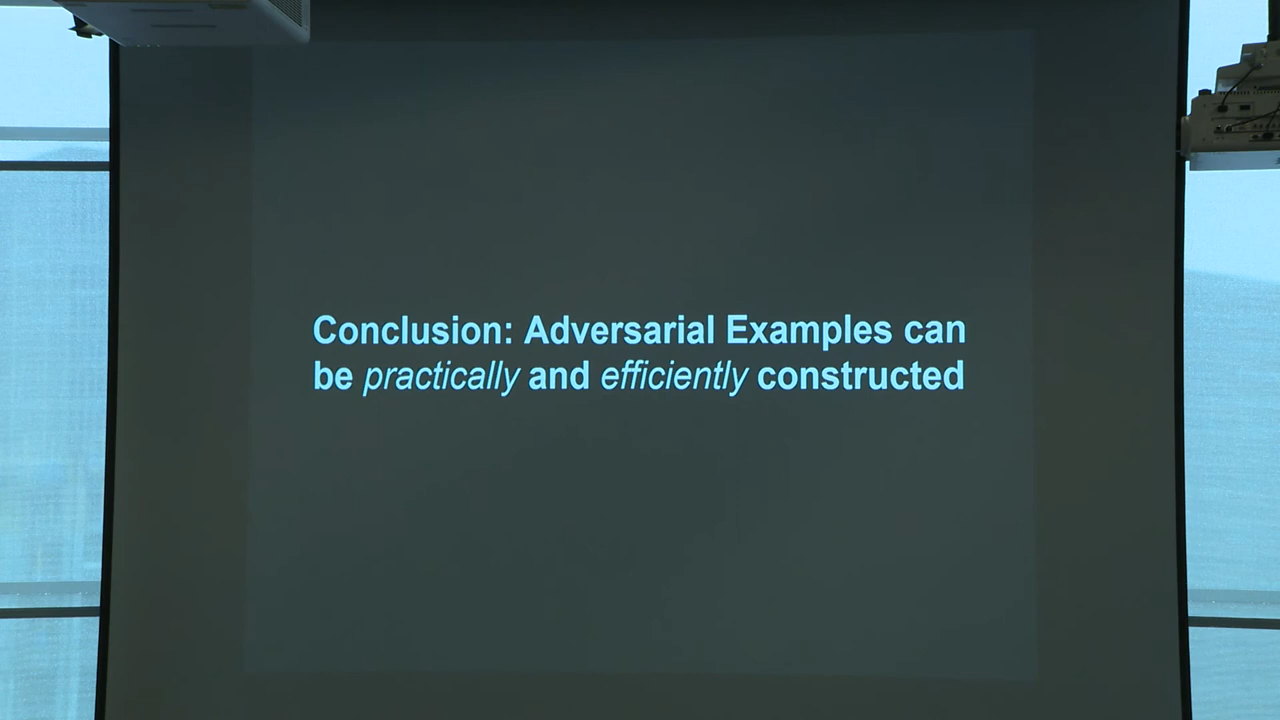 Conclusion: Adversarial Examples can
be practically and efficiently constructed